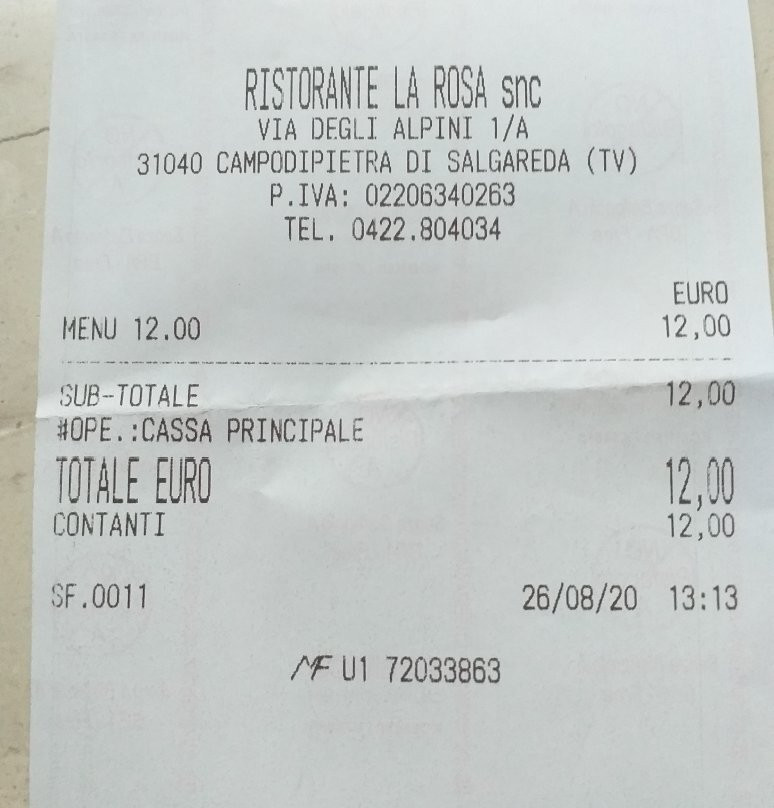 RISTORANTE LA ROSA snc
VIA DEGLI ALPINI 1/A
31040 CAMPODIPIETRA DI SALGAREDA (TV)
P.IVA: 02206340263
TEL. 0422.804034
EURO
MENU 12.00 12,00
SUB-TOTALE 12,00
#OPE.:CASSA PRINCIPALE
TOTALE EURO 12,00
CONTANTI 12,00
SF.0011 26/08/20 13:13
MF U1 72033863